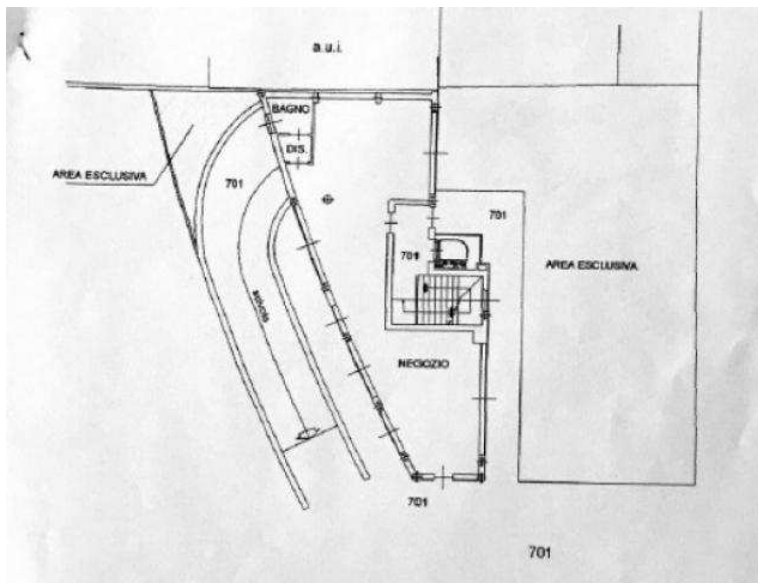 a.u.i.
BAGNO
DIS.
AREA ESCLUSIVA
701
701
701
AREA ESCLUSIVA
NEGOZIO
701
701